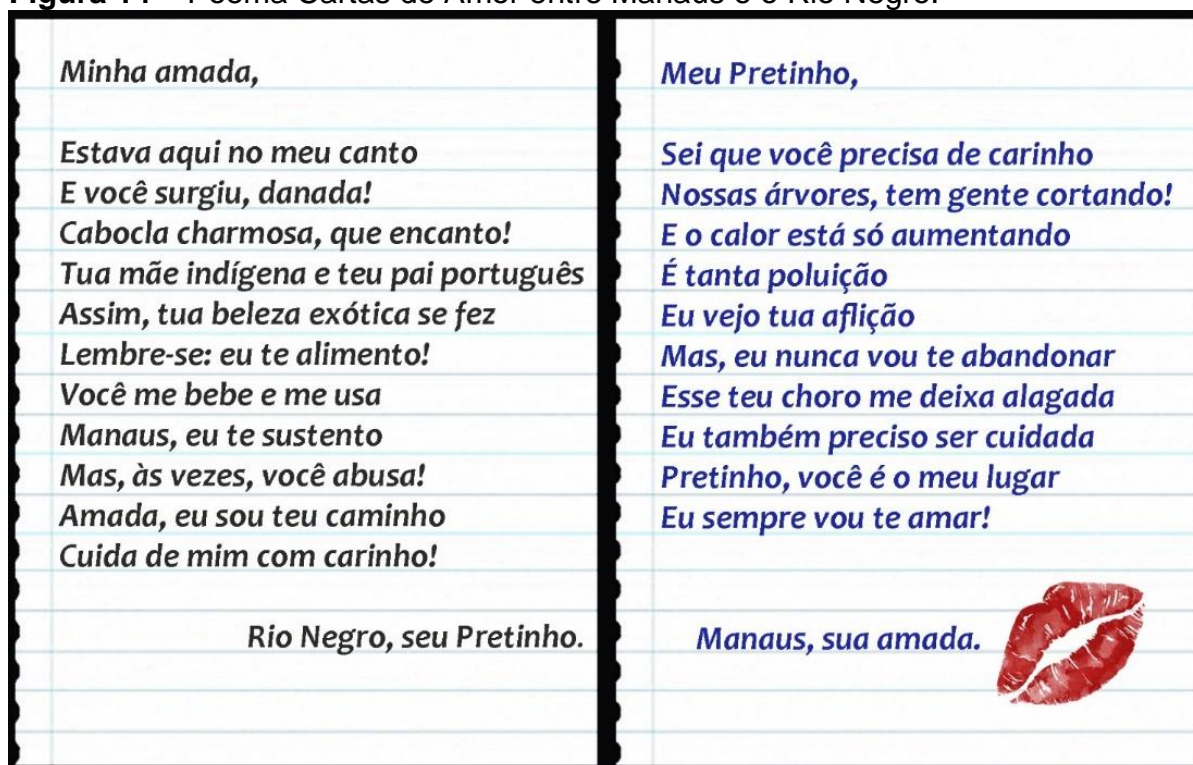 Figura Poema Cartas de Amor entre Manaus e o Rio Negro.
Minha amada,
Estava aqui no meu canto
E você surgiu, danada!
Cabocla charmosa, que encanto!
Tua mãe indígena e teu pai português
Assim, tua beleza exótica se fez
Lembre-se: eu te alimento!
Você me bebe e me usa
Manaus, eu te sustento
Mas, às vezes, você abusa!
Amada, eu sou teu caminho
Cuida de mim com carinho!
Rio Negro, seu Pretinho.
Meu Pretinho,
Sei que você precisa de carinho
Nossas árvores, tem gente cortando!
E o calor está só aumentando
É tanta poluição
Eu vejo tua aflição
Mas, eu nunca vou te abandonar
Esse teu choro me deixa alagada
Eu também preciso ser cuidada
Pretinho, você é o meu lugar
Eu sempre vou te amar!
Manaus, sua amada.